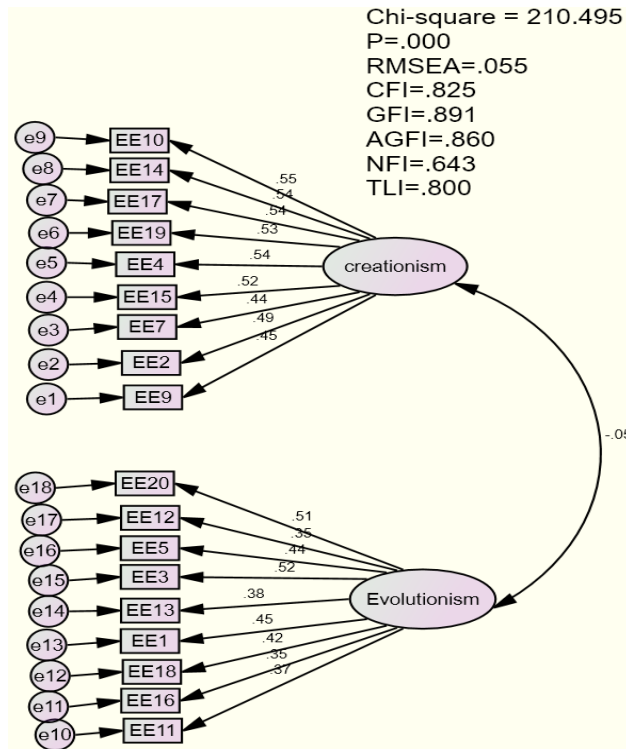 Chi-square = 210.495
P=.000
RMSEA=.055
CFI=.825
GFI=.891
AGFI=.860
NFI=.643
TLI=.800
e9 EE10 .55
e8 EE14 .54
e7 EE17 .54
e6 EE19 .53
e5 EE4 .54 creationism
e4 EE15 .52
e3 EE7 .44
e2 EE2 .49
e1 EE9 .45
-.05
e18 EE20 .51
e17 EE12 .35
e16 EE5 .44
e15 EE3 .52
e14 EE13 .38 Evolutionism
e13 EE1 .45
e12 EE18 .42
e11 EE16 .35
e10 EE11 .37